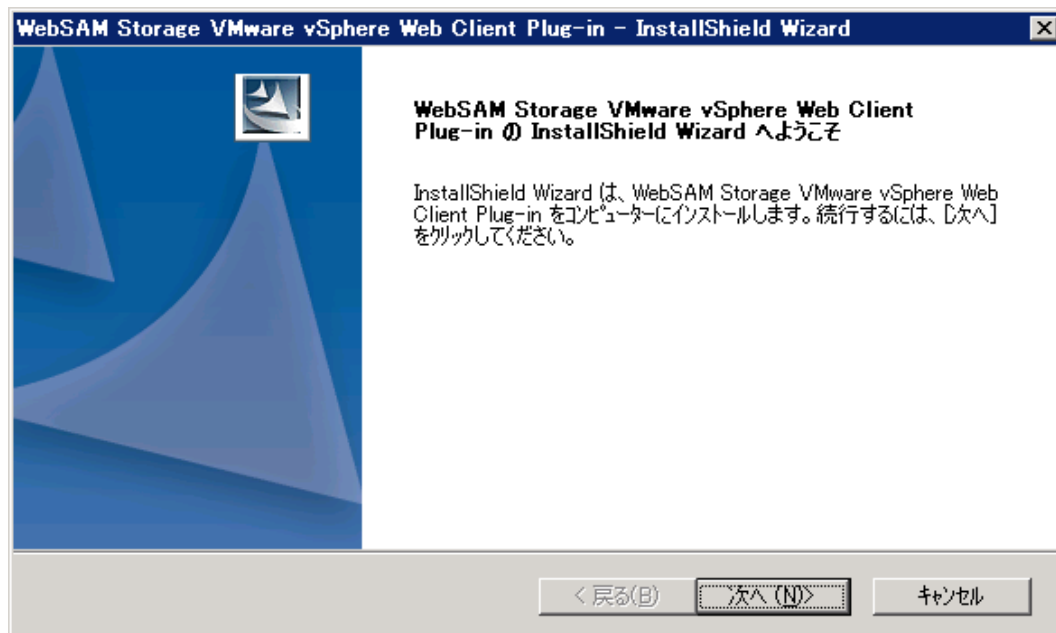 WebSAM Storage VMware vSphere Web Client Plug-in - InstallShield Wizard
WebSAM Storage VMware vSphere Web Client
Plug-in の InstallShield Wizard へようこそ
InstallShield Wizard は、WebSAM Storage VMware vSphere Web
Client Plug-in をコンピューターにインストールします。続行するには、[次へ]
をクリックしてください。
< 戻る(B)
次へ (N)>
キャンセル